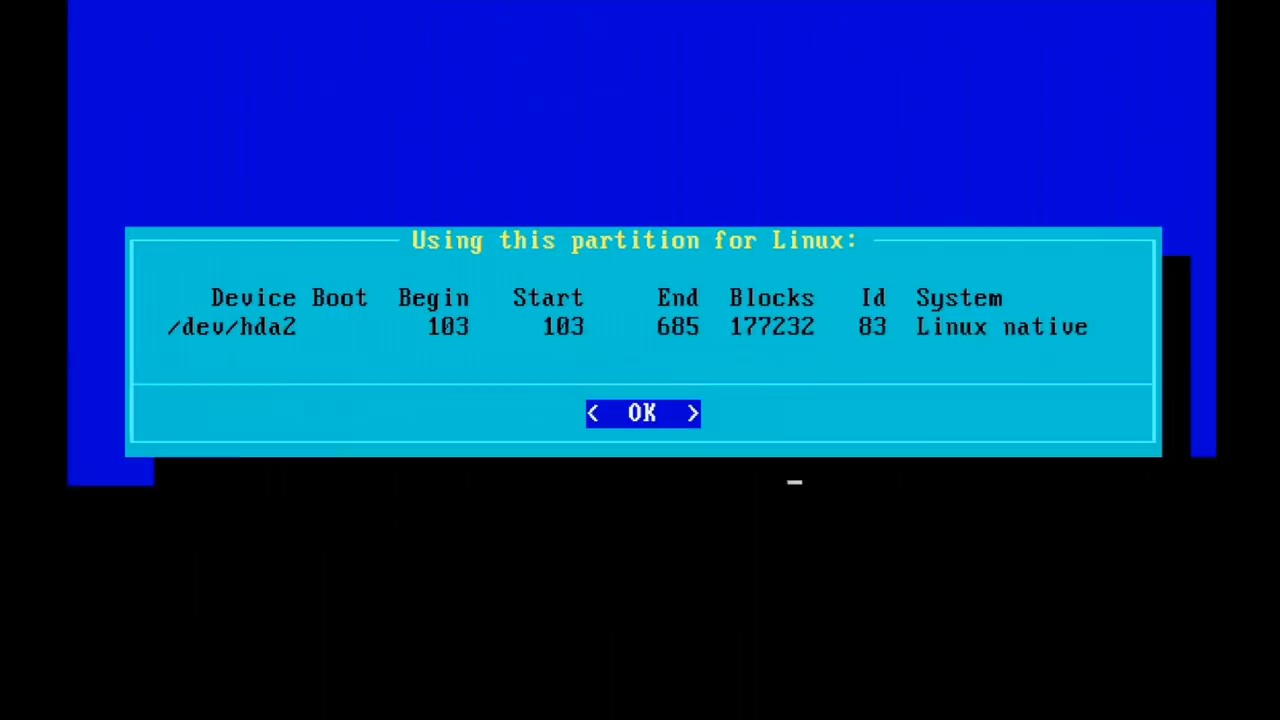 Using this partition for Linux:
Device Boot Begin Start End Blocks Id System
/dev/hda2 103 103 685 177232 83 Linux native
< OK >